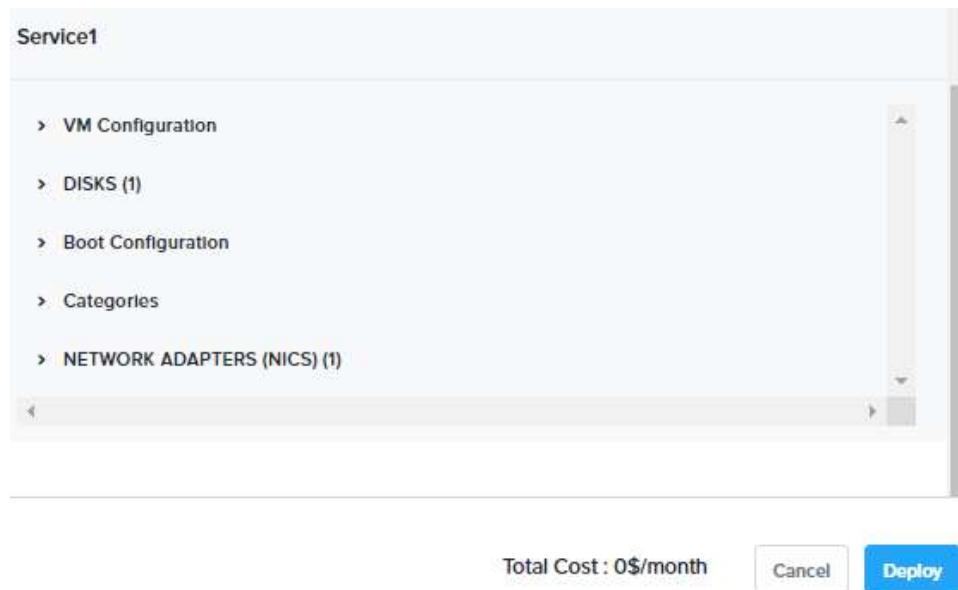 Service1
VM Configuration
DISKS (1)
Boot Configuration
Categories
NETWORK ADAPTERS (NICS) (1)
Total Cost : 0$/month
Cancel
Deploy